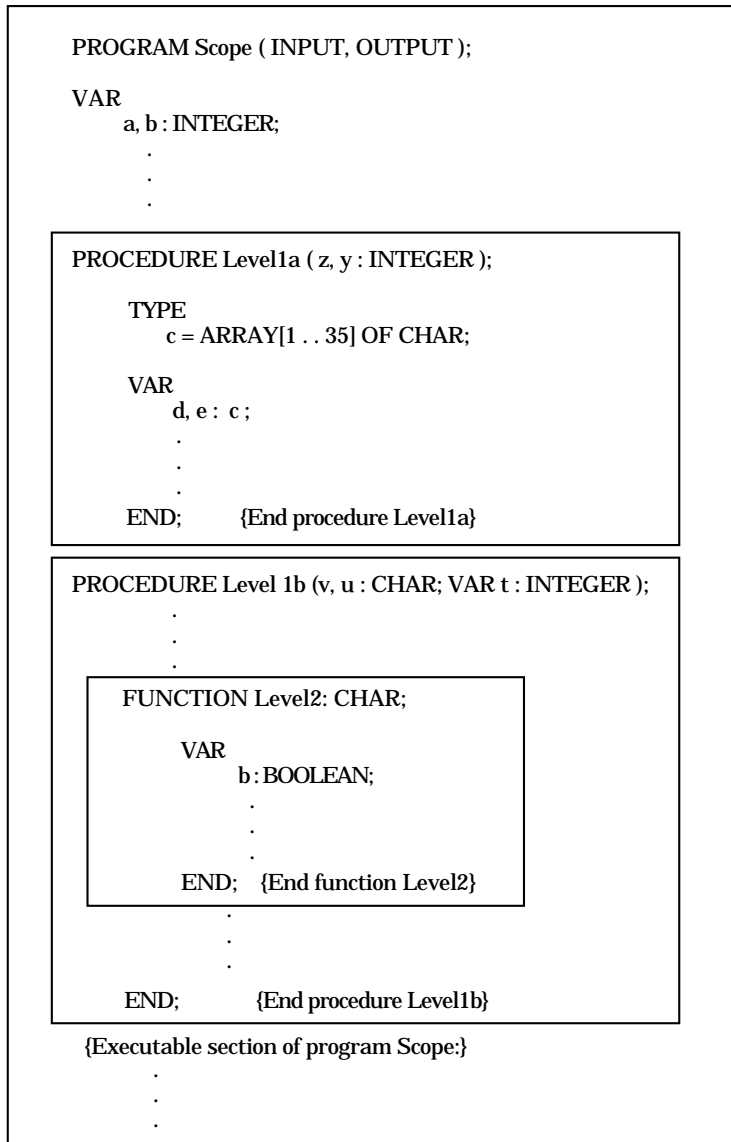 PROGRAM Scope ( INPUT, OUTPUT );
VAR
a, b : INTEGER;
.
.
.
PROCEDURE Level1a ( z, y : INTEGER );
TYPE
c = ARRAY[1 . . 35] OF CHAR;
VAR
d, e : c ;
.
.
.
END; {End procedure Level1a}
PROCEDURE Level 1b (v, u : CHAR; VAR t : INTEGER );
.
.
.
FUNCTION Level2: CHAR;
VAR
b : BOOLEAN;
.
.
.
END; {End function Level2}
.
.
.
END; {End procedure Level1b}
{Executable section of program Scope:}
.
.
.